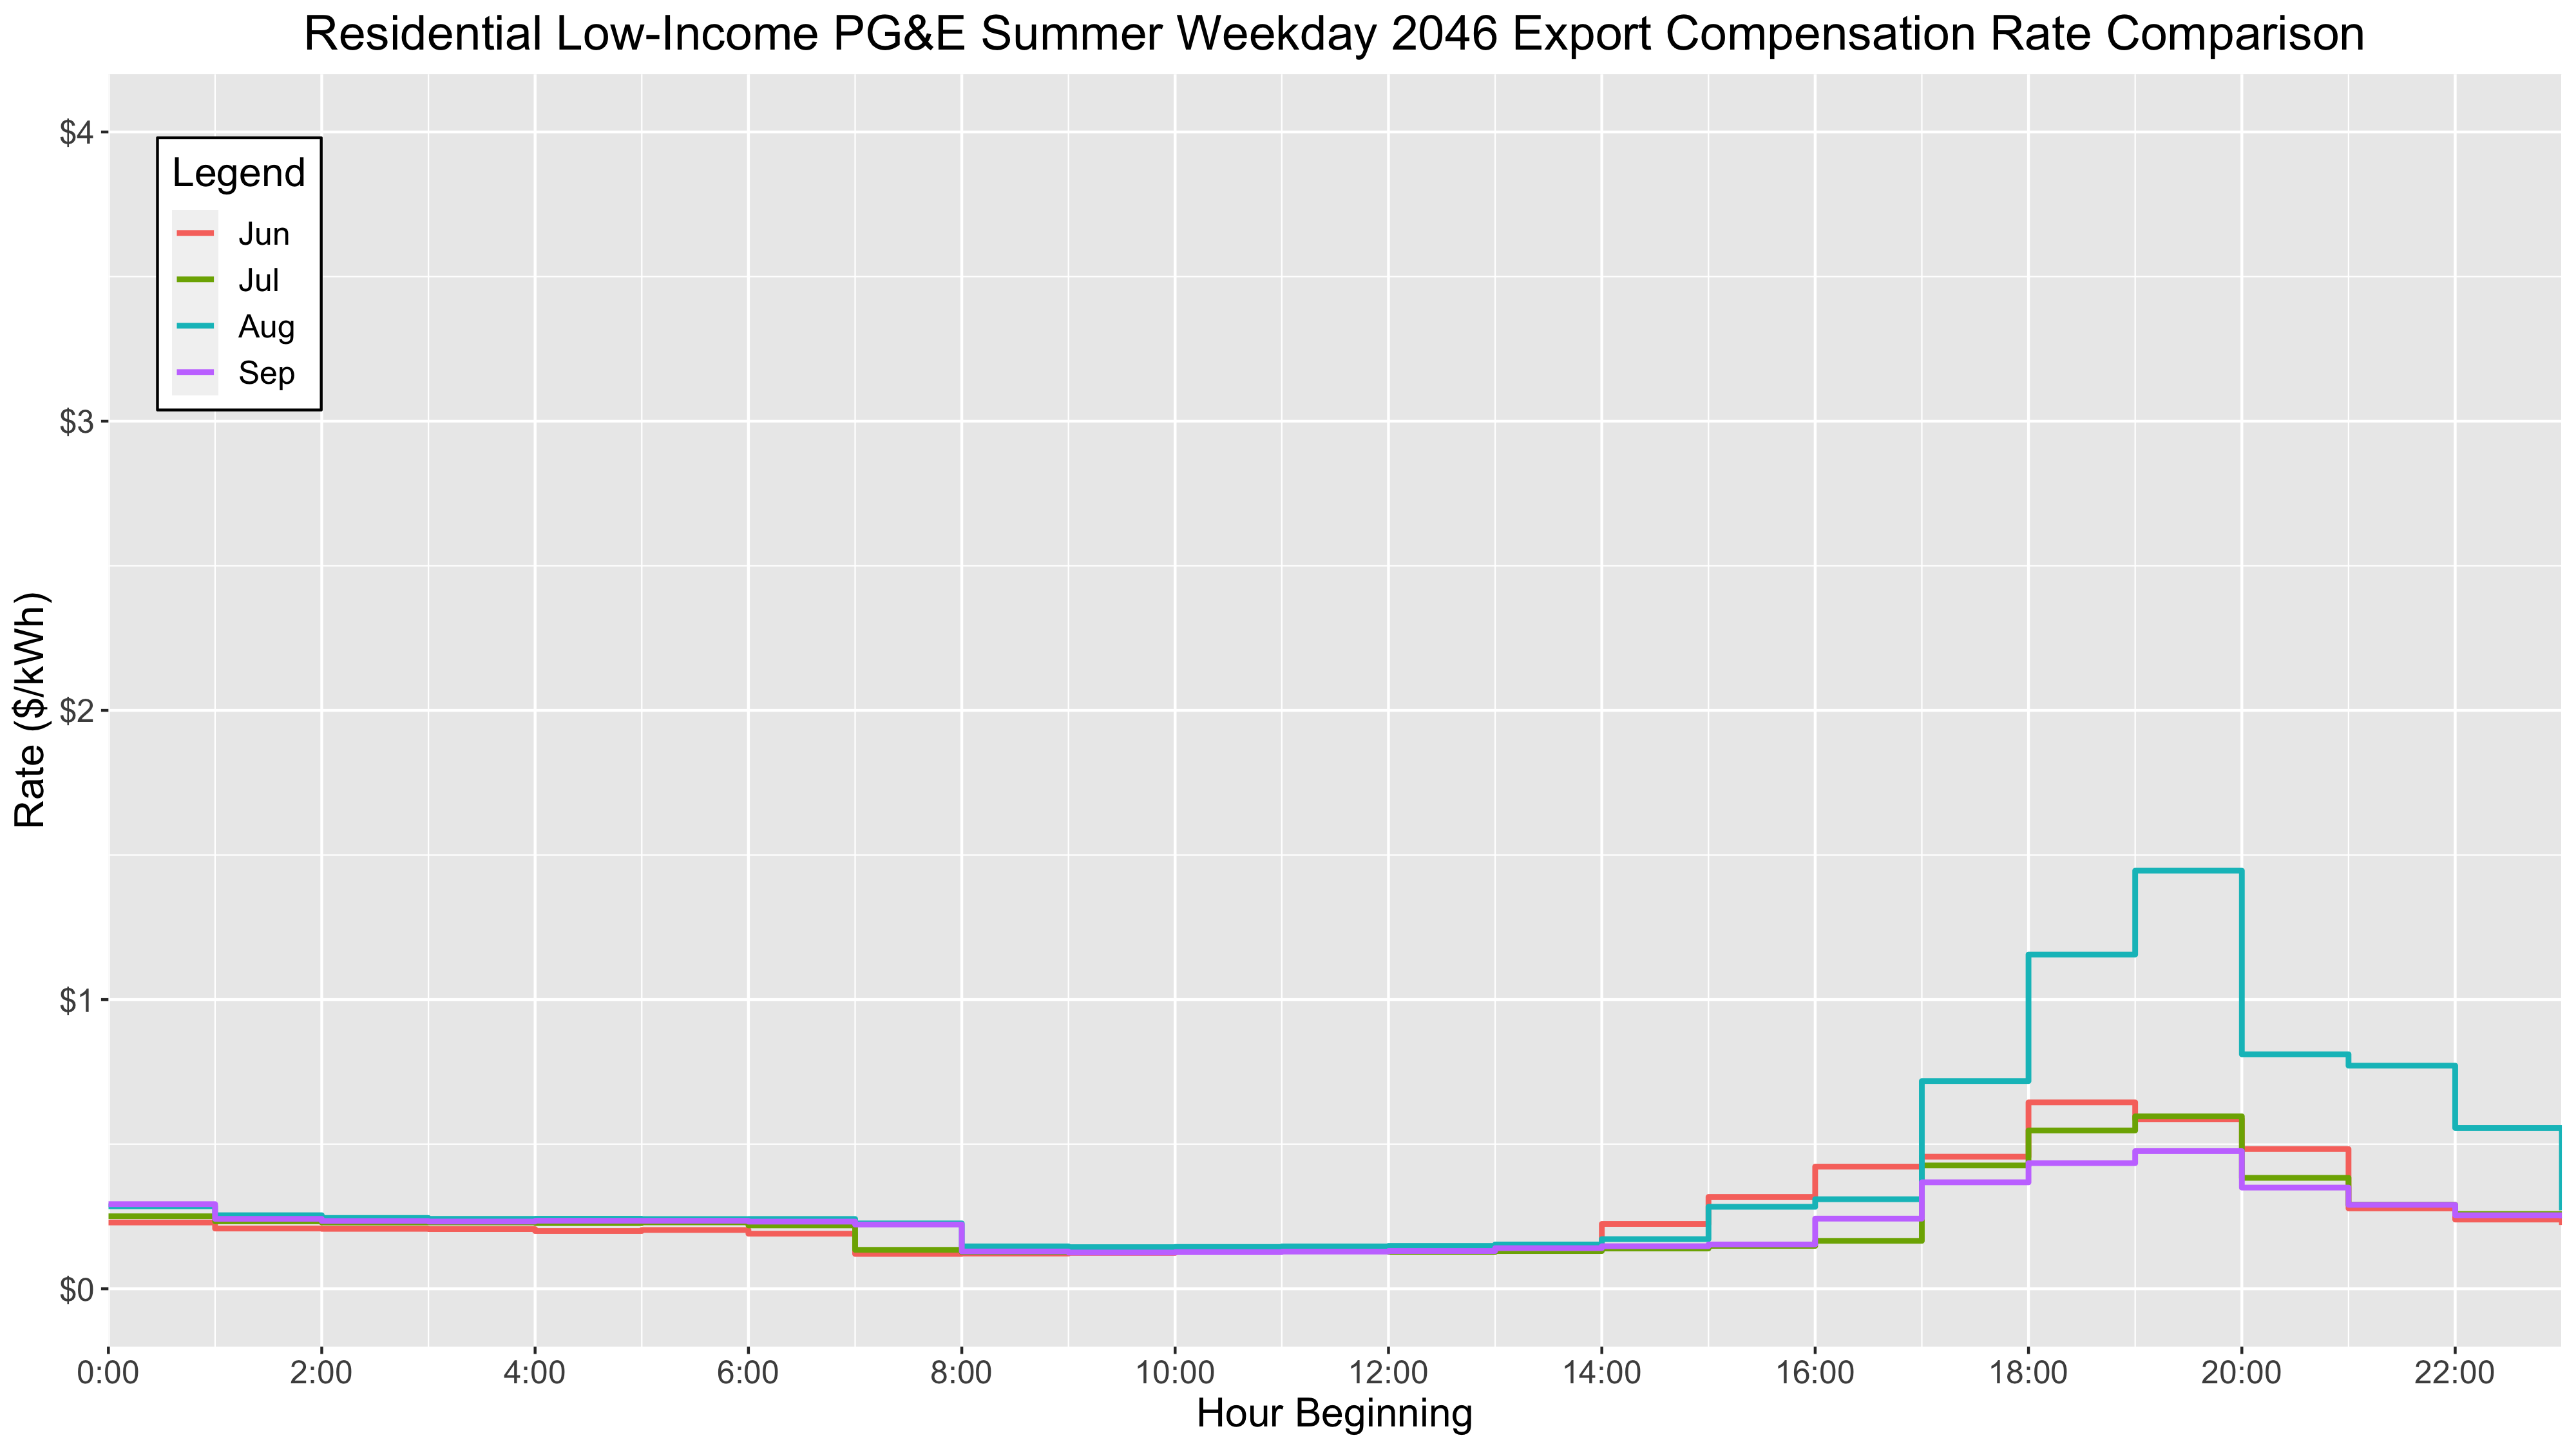 Residential Low-Income PG&E Summer Weekday 2046 Export Compensation Rate Comparison
$4
Legend
Jun
Jul
Aug
Sep
$3
Rate ($/kWh)
$2
$1
$0
0:00 2:00 4:00 6:00 8:00 10:00 12:00 14:00 16:00 18:00 20:00 22:00
Hour Beginning